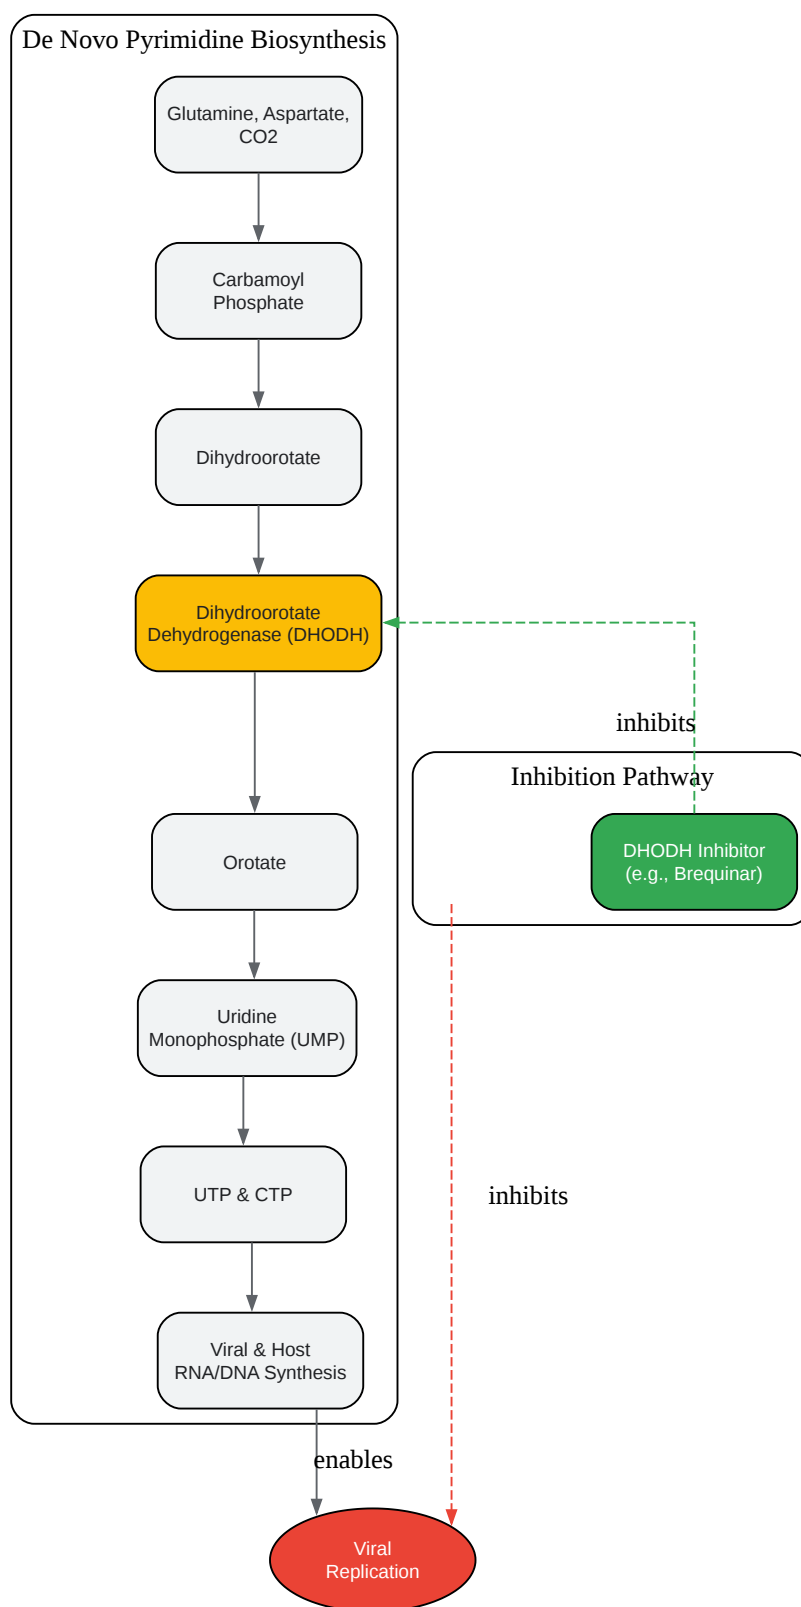 De Novo Pyrimidine Biosynthesis
Glutamine, Aspartate,
CO2
Carbamoyl
Phosphate
Dihydroorotate
Dihydroorotate
Dehydrogenase (DHODH)
inhibits
Inhibition Pathway
DHODH Inhibitor
(e.g., Brequinar)
Orotate
Uridine
Monophosphate (UMP)
UTP & CTP
inhibits
Viral & Host
RNA/DNA Synthesis
enables
Viral
Replication